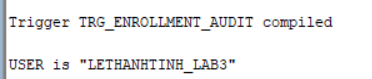 Trigger TRG_ENROLLMENT_AUDIT compiled
USER is "LETHANHTINH_LAB3"